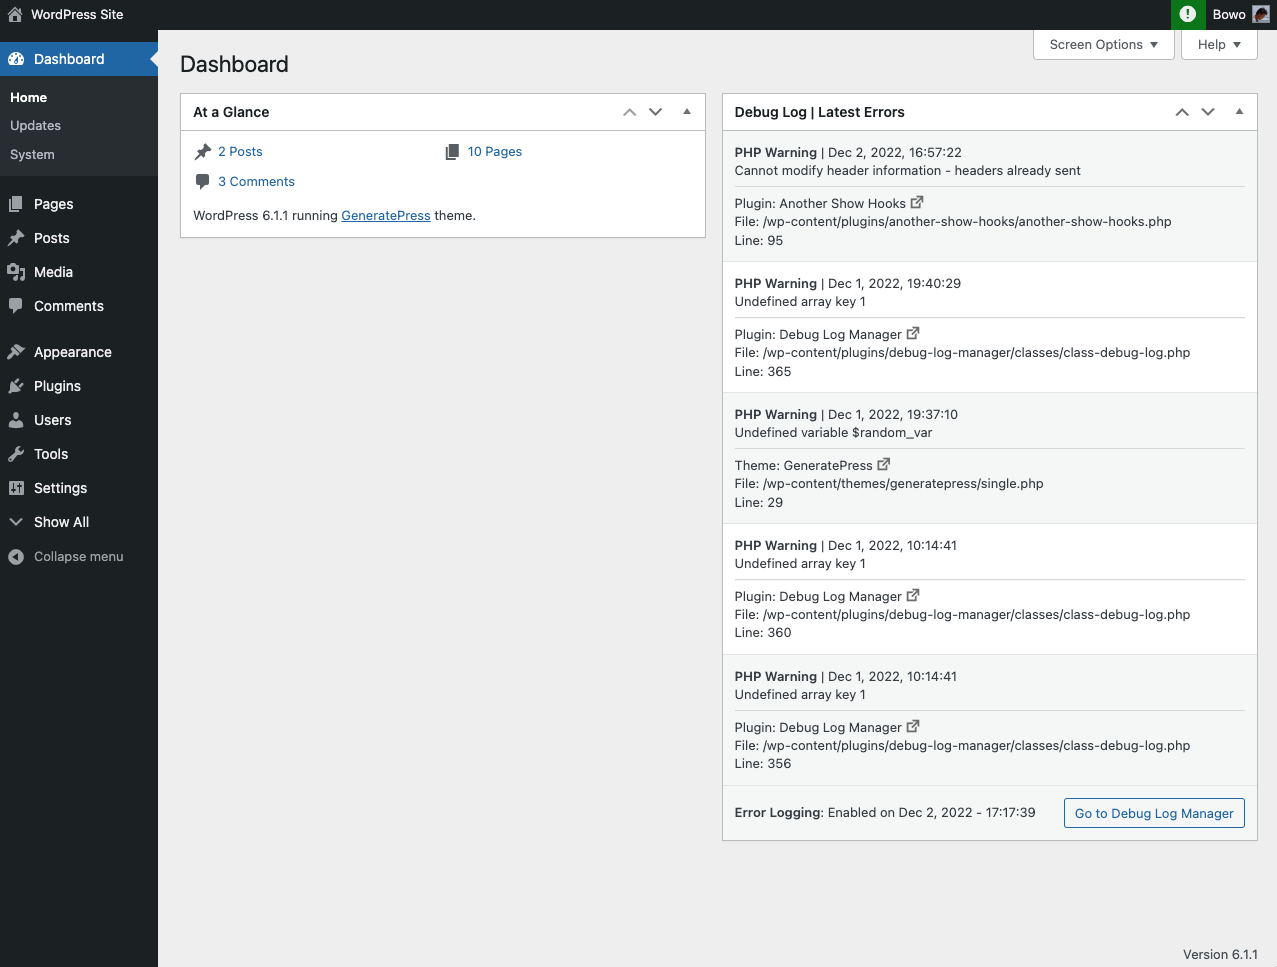 WordPress Site
Bowo
Dashboard
Home
Updates
System
Pages
Posts
Media
Comments
Appearance
Plugins
Users
Tools
Settings
Show All
Collapse menu
Screen Options
Help
Dashboard
At a Glance
2 Posts
10 Pages
3 Comments
WordPress 6.1.1 running GeneratePress theme.
Debug Log | Latest Errors
PHP Warning | Dec 2, 2022, 16:57:22
Cannot modify header information - headers already sent
Plugin: Another Show Hooks
File: /wp-content/plugins/another-show-hooks/another-show-hooks.php
Line: 95
PHP Warning | Dec 1, 2022, 19:40:29
Undefined array key 1
Plugin: Debug Log Manager
File: /wp-content/plugins/debug-log-manager/classes/class-debug-log.php
Line: 365
PHP Warning | Dec 1, 2022, 19:37:10
Undefined variable $random_var
Theme: GeneratePress
File: /wp-content/themes/generatepress/single.php
Line: 29
PHP Warning | Dec 1, 2022, 10:14:41
Undefined array key 1
Plugin: Debug Log Manager
File: /wp-content/plugins/debug-log-manager/classes/class-debug-log.php
Line: 360
PHP Warning | Dec 1, 2022, 10:14:41
Undefined array key 1
Plugin: Debug Log Manager
File: /wp-content/plugins/debug-log-manager/classes/class-debug-log.php
Line: 356
Error Logging: Enabled on Dec 2, 2022 - 17:17:39
Go to Debug Log Manager
Version 6.1.1